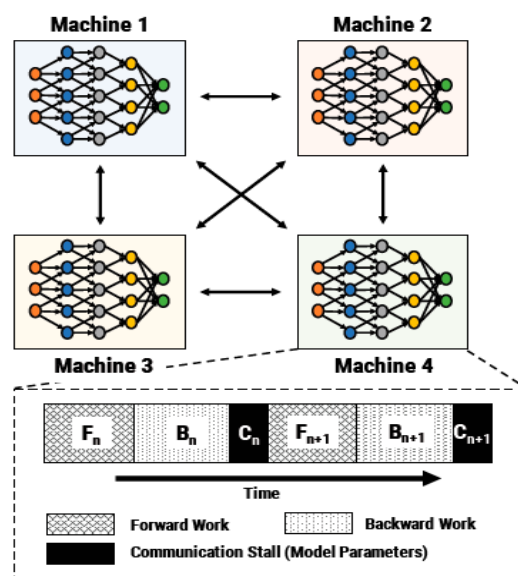 Machine 1
Machine 2
Machine 3
Machine 4
Fn Bn Cn Fn+1 Bn+1 Cn+1
Time
Forward Work
Backward Work
Communication Stall (Model Parameters)